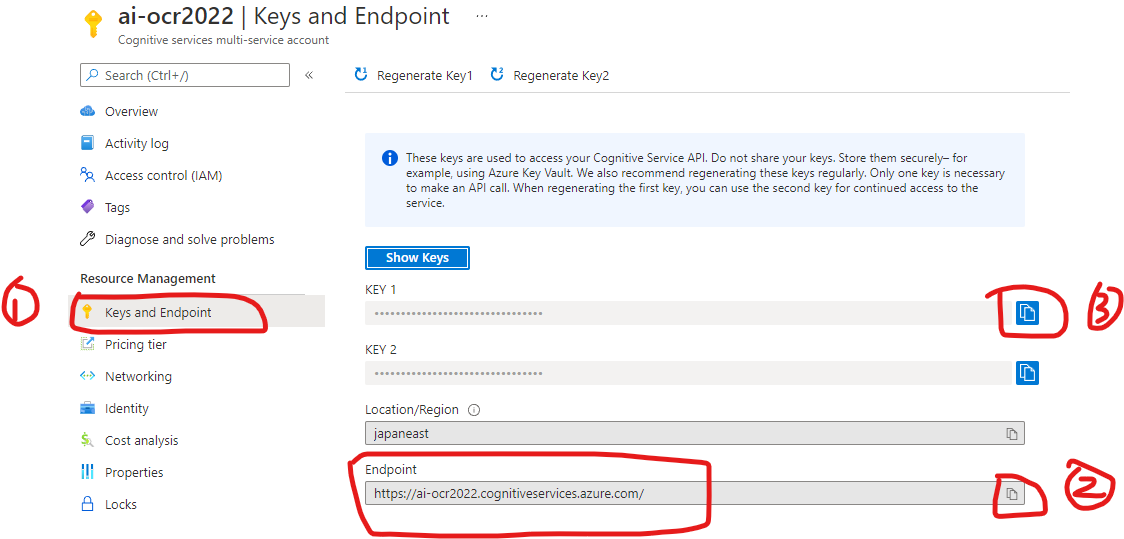 ai-ocr2022 | Keys and Endpoint ...
Cognitive services multi-service account
Search (Ctrl+/)
«
Regenerate Key1
Regenerate Key2
Overview
Activity log
Access control (IAM)
Tags
Diagnose and solve problems
Resource Management
Keys and Endpoint
Pricing tier
Networking
Identity
Cost analysis
Properties
Locks
These keys are used to access your Cognitive Service API. Do not share your keys. Store them securely– for
example, using Azure Key Vault. We also recommend regenerating these keys regularly. Only one key is necessary
to make an API call. When regenerating the first key, you can use the second key for continued access to the
service.
Show Keys
KEY 1
••••••••••••••••••••••••••••••••
KEY 2
••••••••••••••••••••••••••••••••
Location/Region
japaneast
Endpoint
https://ai-ocr2022.cognitiveservices.azure.com/
①
③
②